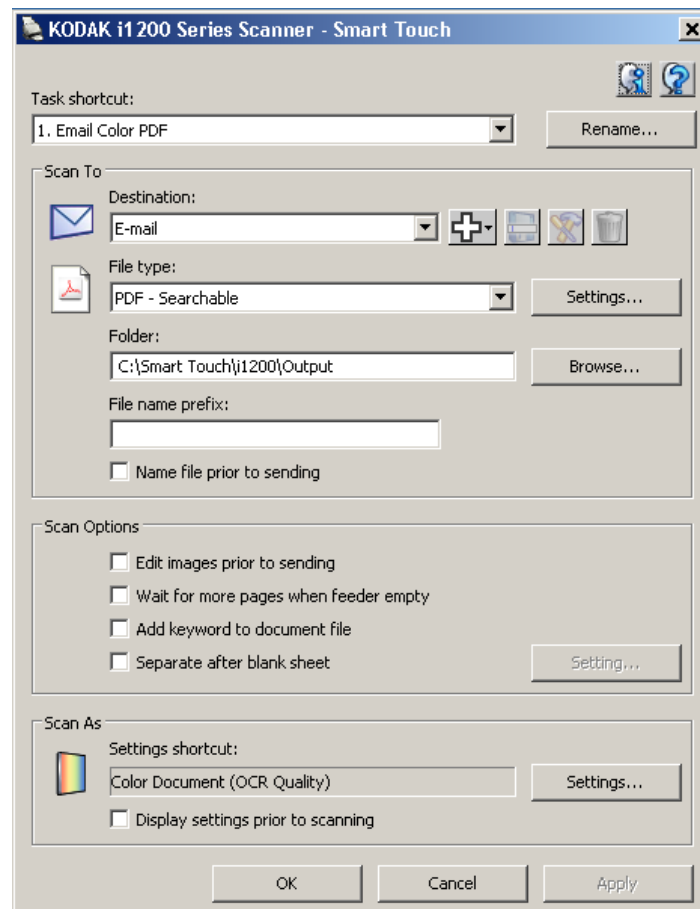 KODAK i1200 Series Scanner - Smart Touch
Task shortcut:
1. Email Color PDF
Rename...
Scan To
Destination:
E-mail
File type:
PDF - Searchable
Settings...
Folder:
C:\Smart Touch\i1200\Output
Browse...
File name prefix:
Name file prior to sending
Scan Options
Edit images prior to sending
Wait for more pages when feeder empty
Add keyword to document file
Separate after blank sheet
Setting...
Scan As
Settings shortcut:
Color Document (OCR Quality)
Settings...
Display settings prior to scanning
OK
Cancel
Apply